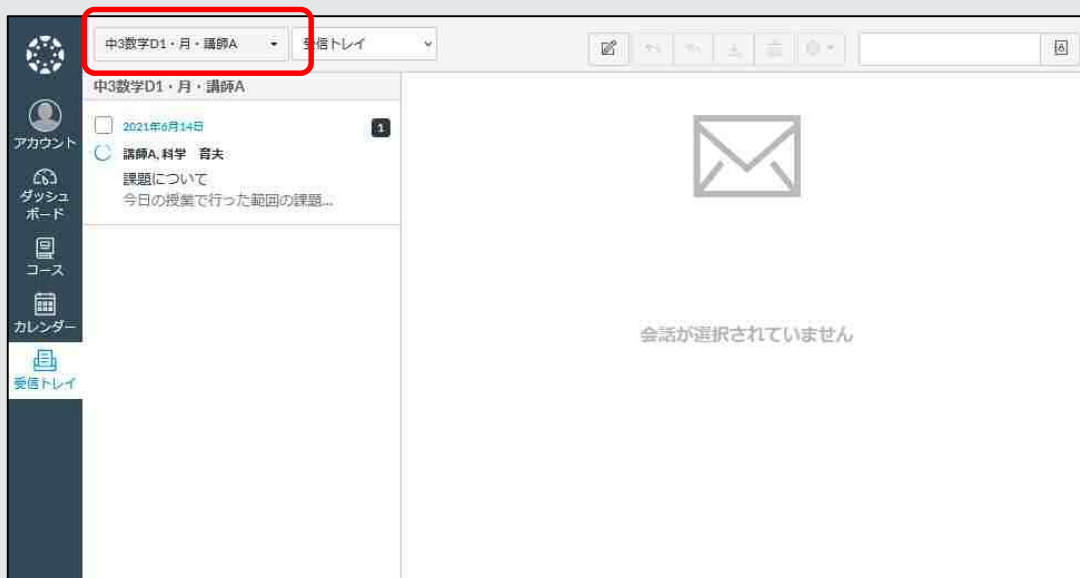 中3数学D1・月・講師A
受信トレイ
中3数学D1・月・講師A
2021年6月14日
1
講師A, 科学　育夫
課題について
今日の授業で行った範囲の課題...
アカウント
ダッシュ
ボード
コース
カレンダー
受信トレイ
会話が選択されていません